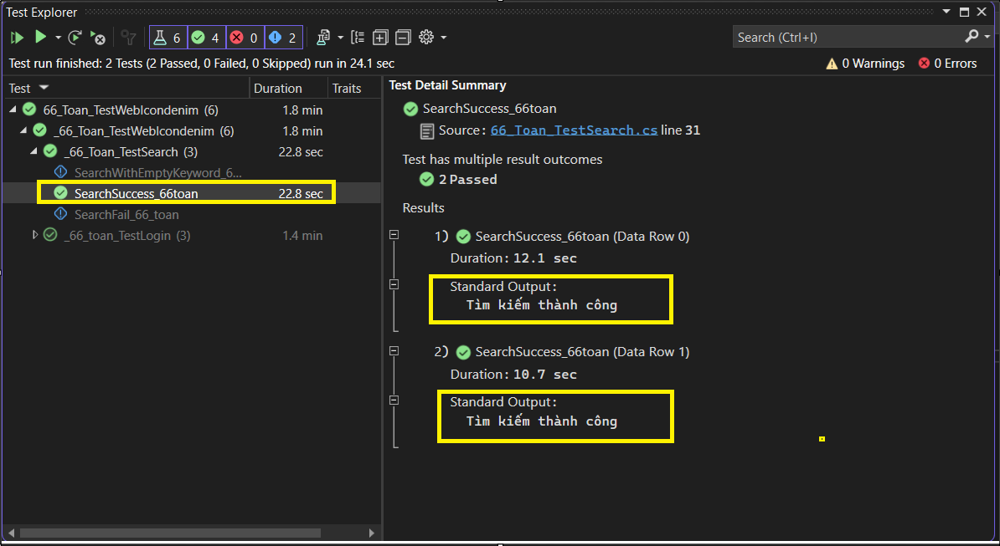 Test Explorer
6 4 0 2
Search (Ctrl+I)
Test run finished: 2 Tests (2 Passed, 0 Failed, 0 Skipped) run in 24.1 sec
0 Warnings 0 Errors
Test Duration Traits
66_Toan_TestWebIcondenim (6) 1.8 min
_66_Toan_TestWebIcondenim (6) 1.8 min
_66_Toan_TestSearch (3) 22.8 sec
SearchWithEmptyKeyword_6...
SearchSuccess_66toan 22.8 sec
SearchFail_66_toan
_66_toan_TestLogin (3) 1.4 min
Test Detail Summary
SearchSuccess_66toan
Source: 66_Toan_TestSearch.cs line 31
Test has multiple result outcomes
2 Passed
Results
1) SearchSuccess_66toan (Data Row 0)
Duration: 12.1 sec
Standard Output:
Tìm kiếm thành công
2) SearchSuccess_66toan (Data Row 1)
Duration: 10.7 sec
Standard Output:
Tìm kiếm thành công